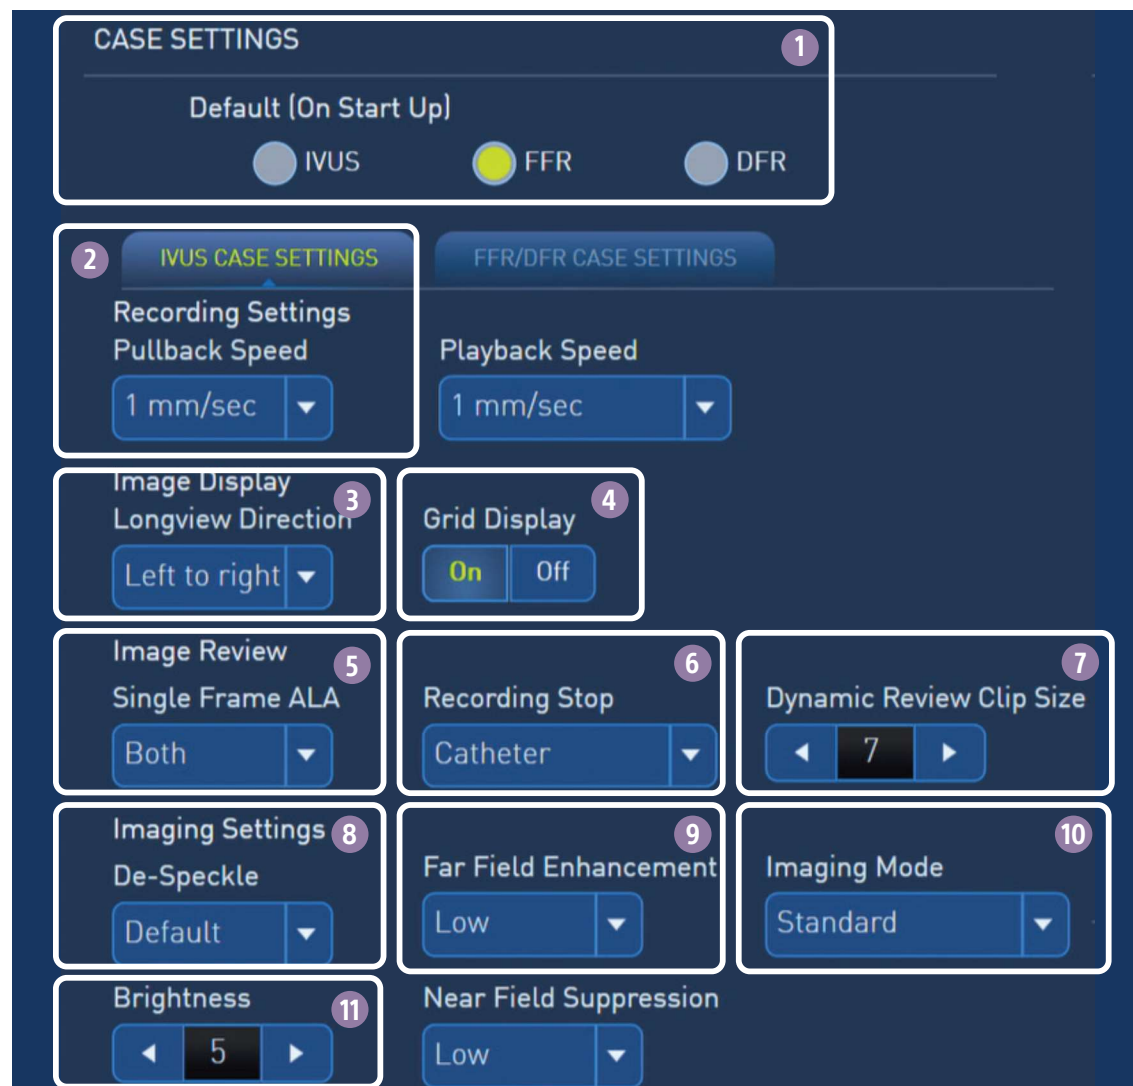 CASE SETTINGS
1
Default (On Start Up)
IVUS
FFR
DFR
2
IVUS CASE SETTINGS
FFR/DFR CASE SETTINGS
Recording Settings
Pullback Speed
Playback Speed
1 mm/sec
1 mm/sec
Image Display
3
4
Longview Direction
Grid Display
Left to right
On
Off
Image Review
5
6
7
Single Frame ALA
Recording Stop
Dynamic Review Clip Size
Both
Catheter
7
Imaging Settings
8
9
10
De-Speckle
Far Field Enhancement
Imaging Mode
Default
Low
Standard
Brightness
11
Near Field Suppression
5
Low